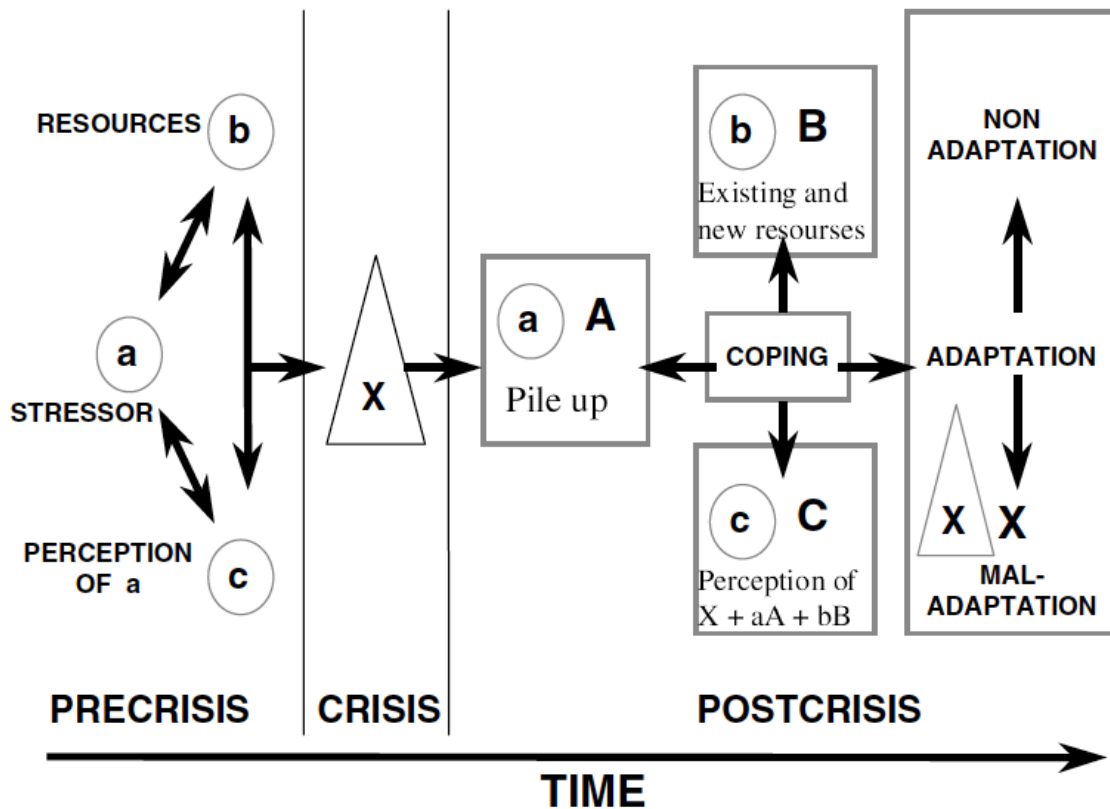 RESOURCES
b
a
STRESSOR
PERCEPTION
OF a
c
X
a A
Pile up
b B
Existing and
new resourses
COPING
c C
Perception of
X + aA + bB
NON
ADAPTATION
ADAPTATION
X X
MAL-
ADAPTATION
PRECRISIS
CRISIS
POSTCRISIS
TIME